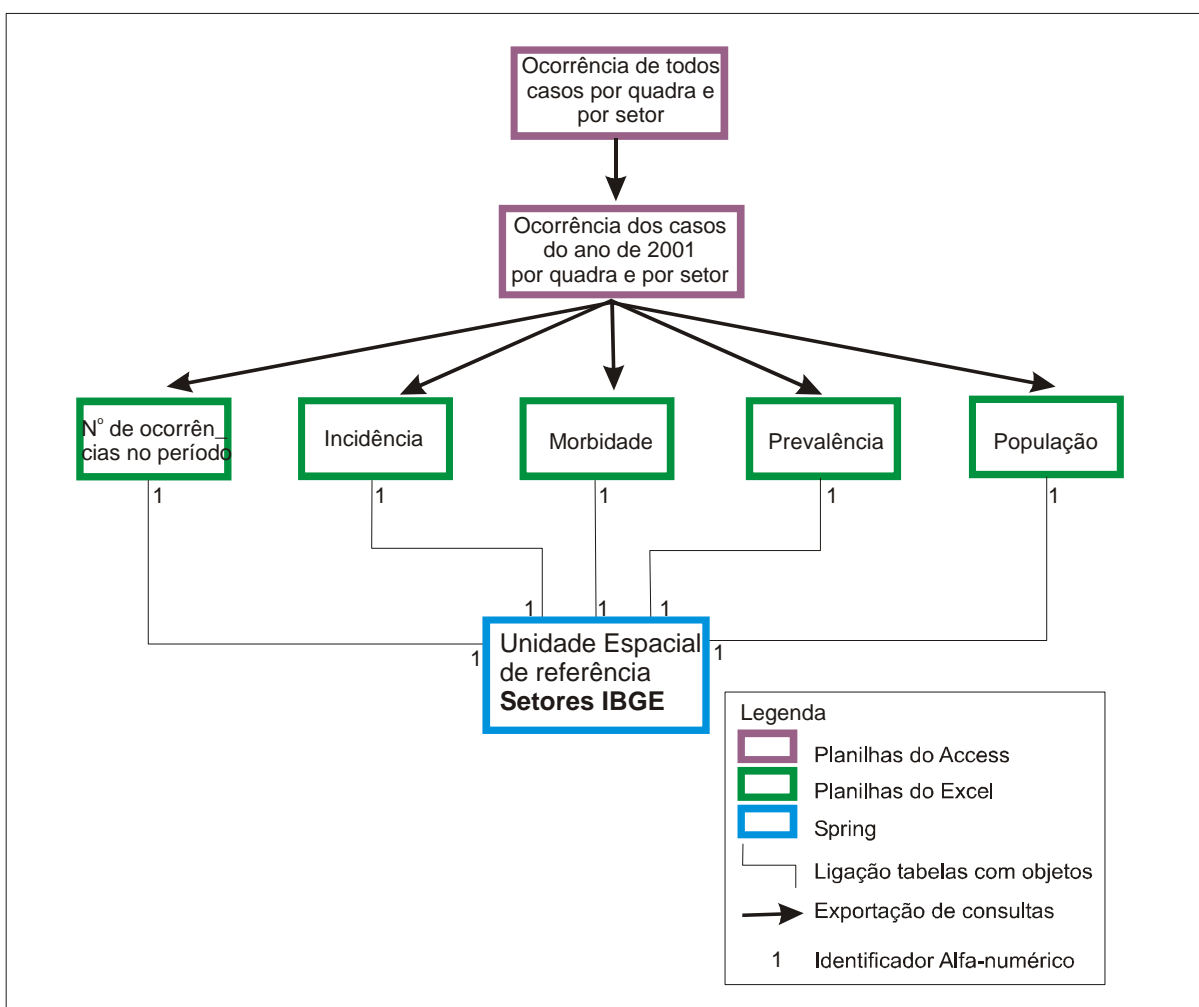 Ocorrência de todos
casos por quadra e
por setor
Ocorrência dos casos
do ano de 2001
por quadra e por setor
Nº de ocorrên_
cias no período
Incidência
Morbidade
Prevalência
População
1
1
1
1
1
1
1
1
1
1
Unidade Espacial
de referência
Setores IBGE
Legenda
Planilhas do Access
Planilhas do Excel
Spring
Ligação tabelas com objetos
Exportação de consultas
1 Identificador Alfa-numérico